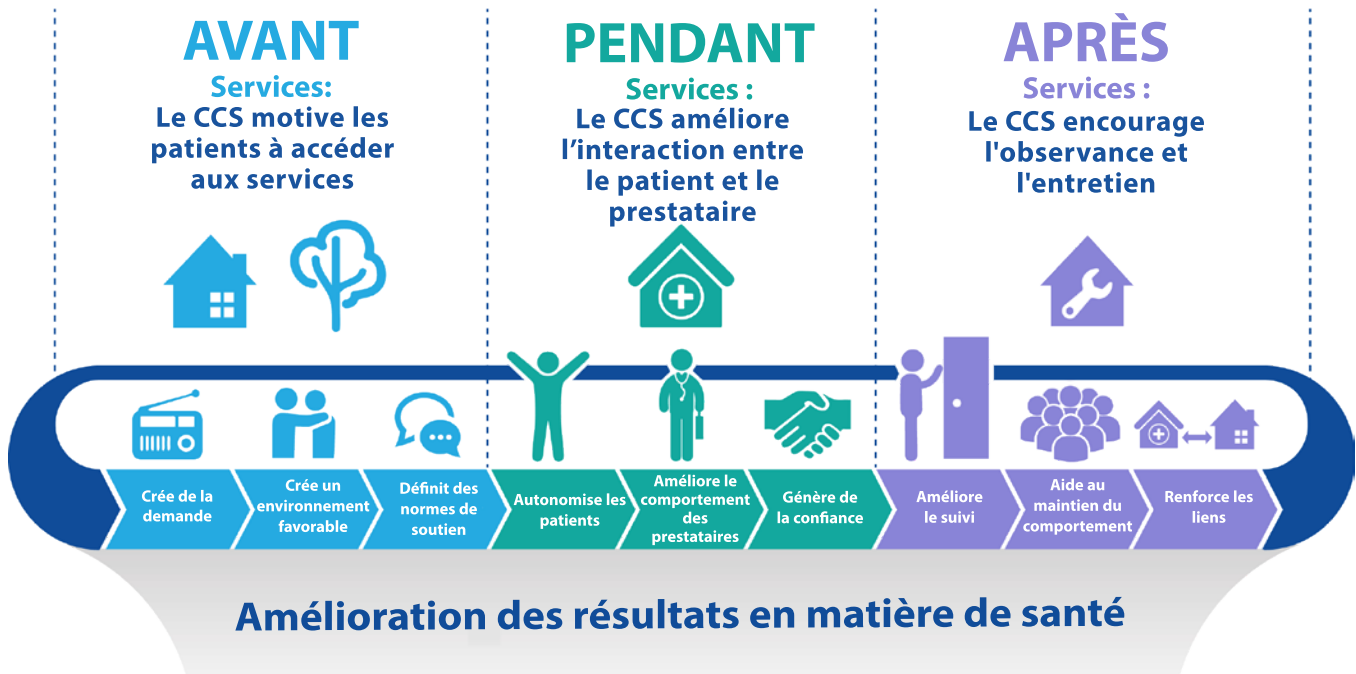 AVANT
Services:
Le CCS motive les
patients à accéder
aux services
PENDANT
Services :
Le CCS améliore
l’interaction entre
le patient et le
prestataire
APRÈS
Services :
Le CCS encourage
l'observance et
l'entretien
Crée de la
demande
Crée un
environnement
favorable
Définit des
normes de
soutien
Autonomise les
patients
Améliore le
comportement
des
prestataires
Génère de
la confiance
Améliore
le suivi
Aide au
maintien du
comportement
Renforce les
liens
Amélioration des résultats en matière de santé